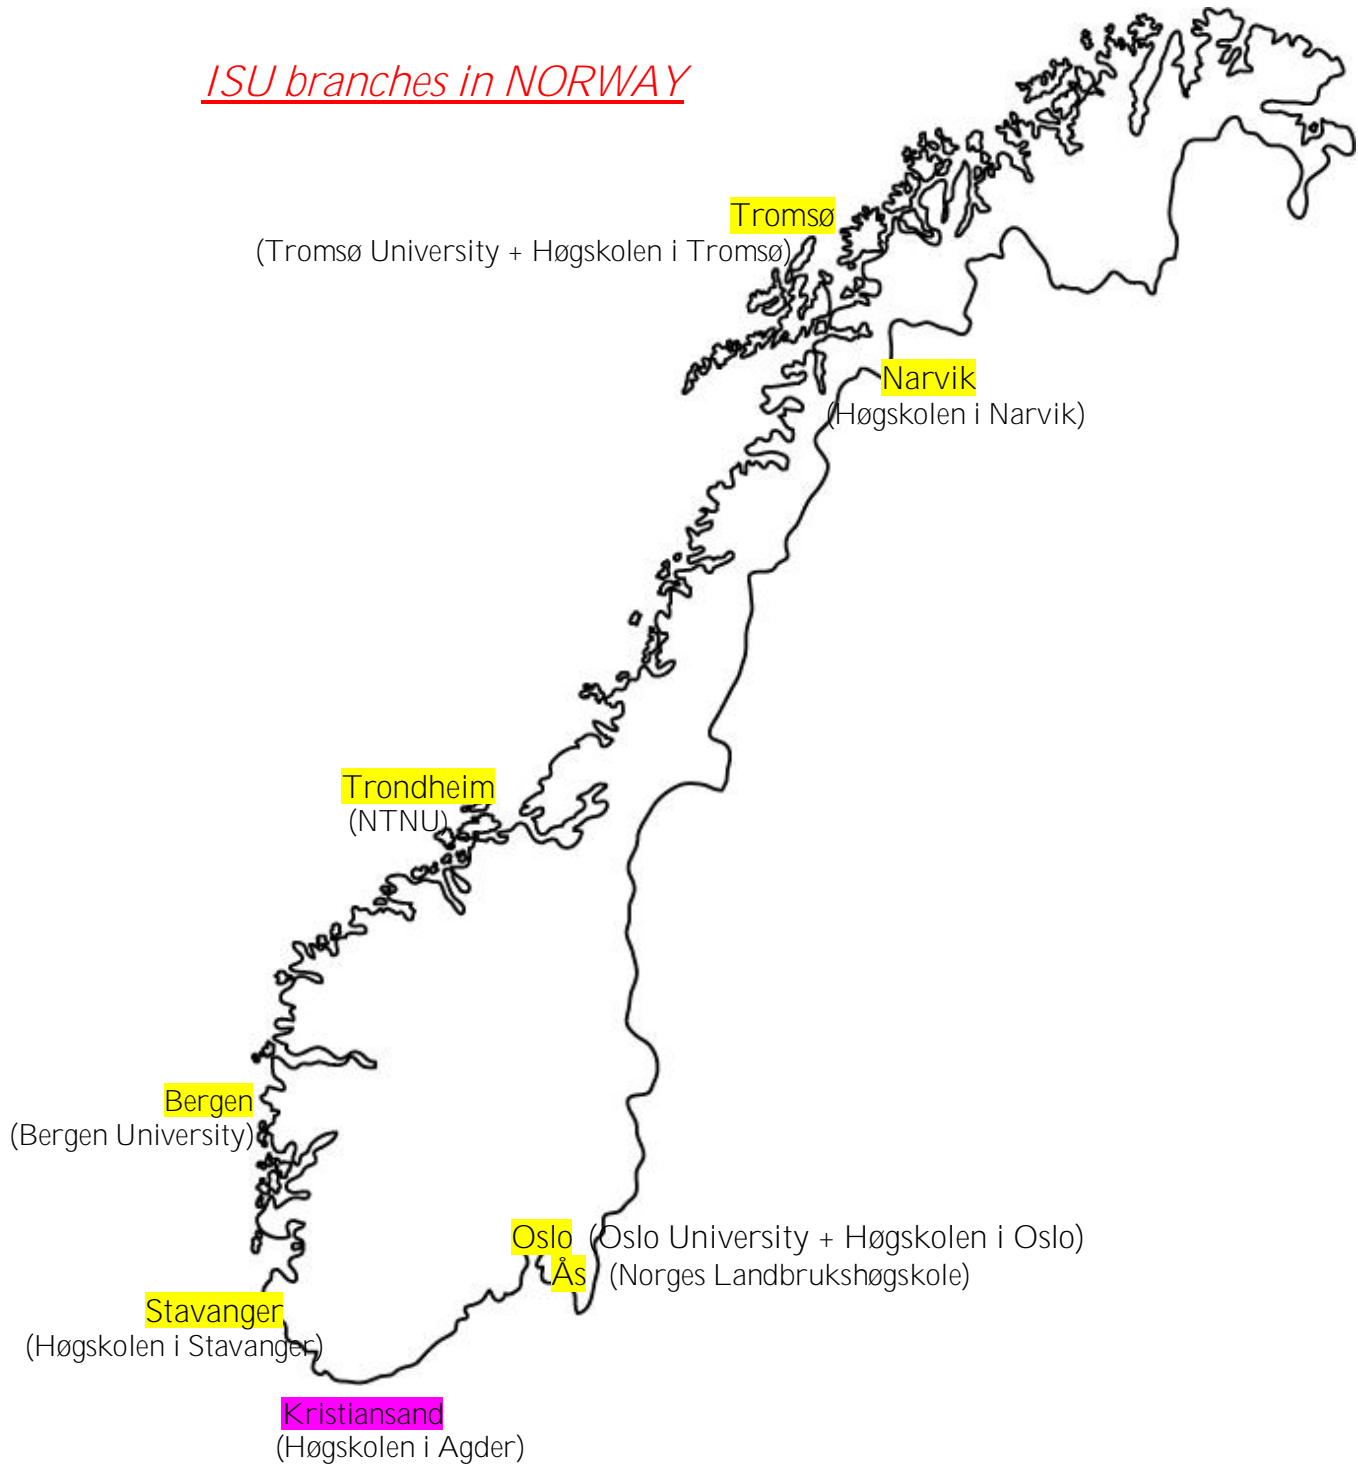 ISU branches in NORWAY
Tromsø
(Tromsø University + Høgskolen i Tromsø)
Narvik
(Høgskolen i Narvik)
Trondheim
(NTNU)
Bergen
(Bergen University)
Oslo (Oslo University + Høgskolen i Oslo)
Ås (Norges Landbrukshøgskole)
Stavanger
(Høgskolen i Stavanger)
Kristiansand
(Høgskolen i Agder)